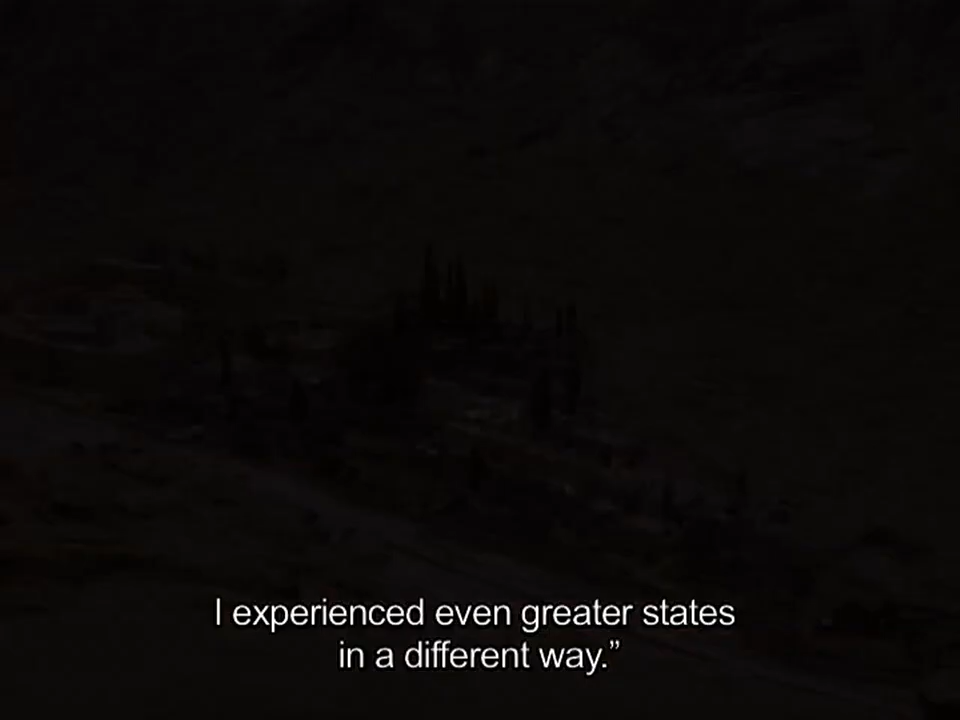 I experienced even greater states
in a different way.”